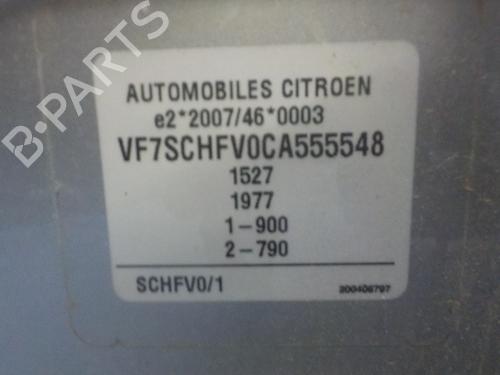 B-PARTS
AUTOMOBILES CITROEN
e2*2007/46*0003
VF7SCHFV0CA555548
1527
1977
1-900
2-790
SCHFV0/1
200406797